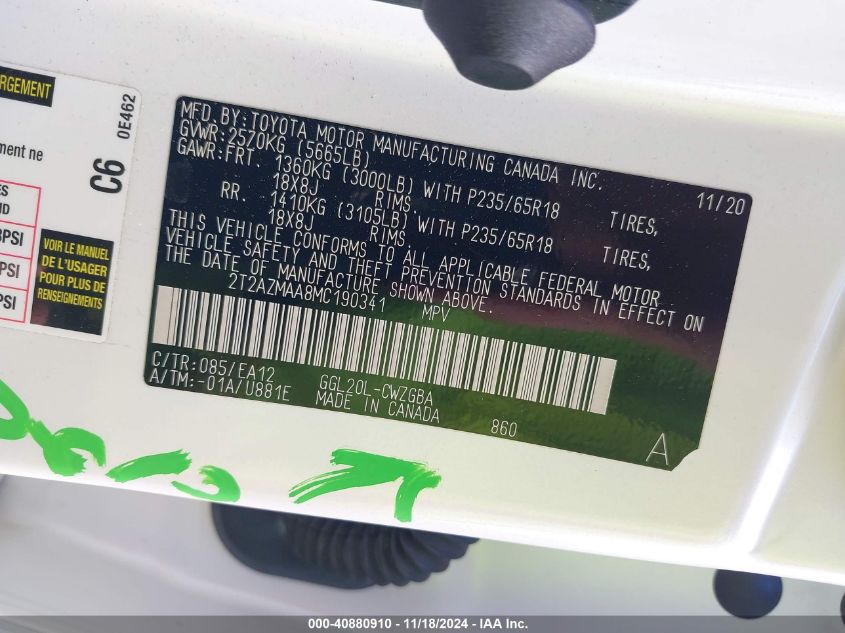 RGEMENT
ment ne
C6
0E462
ES
ND
BPSI
PSI
PSI
VOIR LE MANUEL
DE L'USAGER
POUR PLUS DE
RENSEIGNEMENTS
MFD.BY:TOYOTA MOTOR MANUFACTURING CANADA INC.
GVWR:2570KG (5665LB) 11/20
GAWR:FRT. 1360KG (3000LB) WITH P235/65R18 TIRES,
18X8J RIMS.
RR. 1410KG (3105LB) WITH P235/65R18 TIRES,
18X8J RIMS.
THIS VEHICLE CONFORMS TO ALL APPLICABLE FEDERAL MOTOR
VEHICLE SAFETY AND THEFT PREVENTION STANDARDS IN EFFECT ON
THE DATE OF MANUFACTURE SHOWN ABOVE.
2T2AZMAA8MC190341 MPV
C/TR:085/EA12 GGL20L-CWZGBA
A/TM:-01A/U881E MADE IN CANADA 860
A
000-40880910 - 11/18/2024 - IAA Inc.